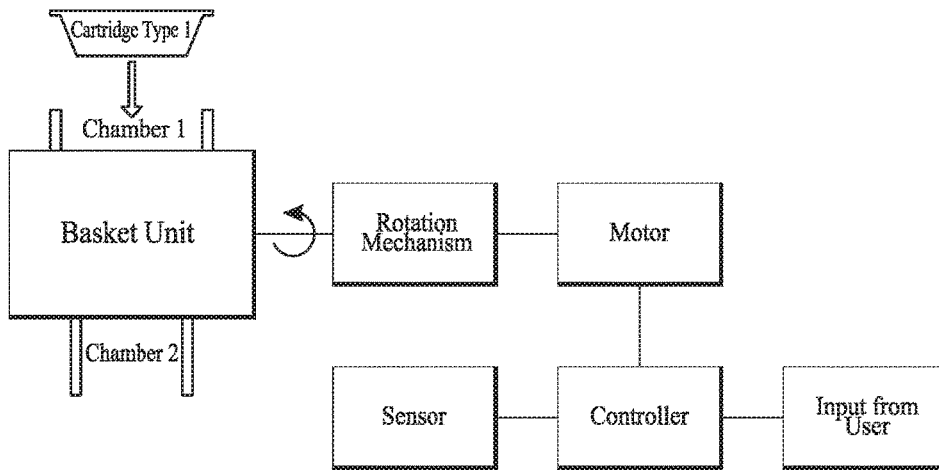 Cartridge Type 1
Chamber 1
Basket Unit
Rotation
Mechanism
Motor
Chamber 2
Sensor
Controller
Input from
User